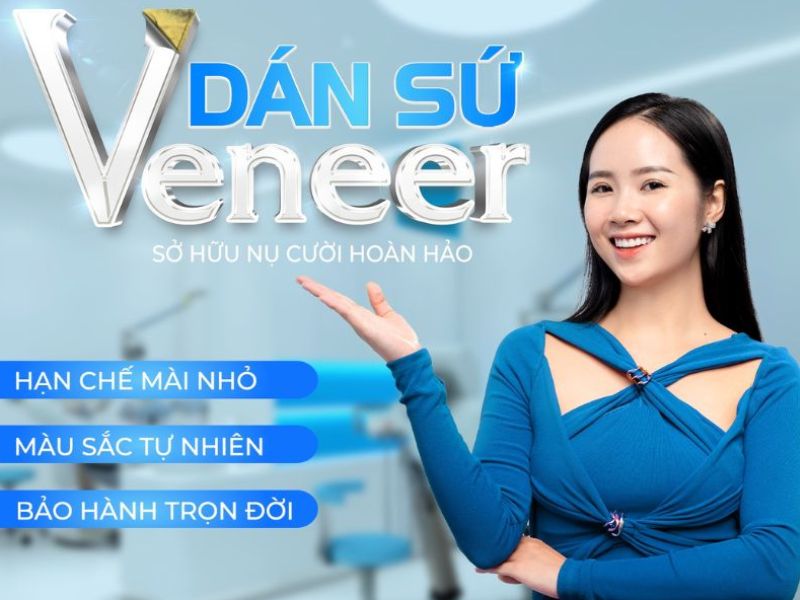 DÁN SỨ
Veneer
SỞ HỮU NỤ CƯỜI HOÀN HẢO
HẠN CHẾ MÀI NHỎ
MÀU SẮC TỰ NHIÊN
BẢO HÀNH TRỌN ĐỜI